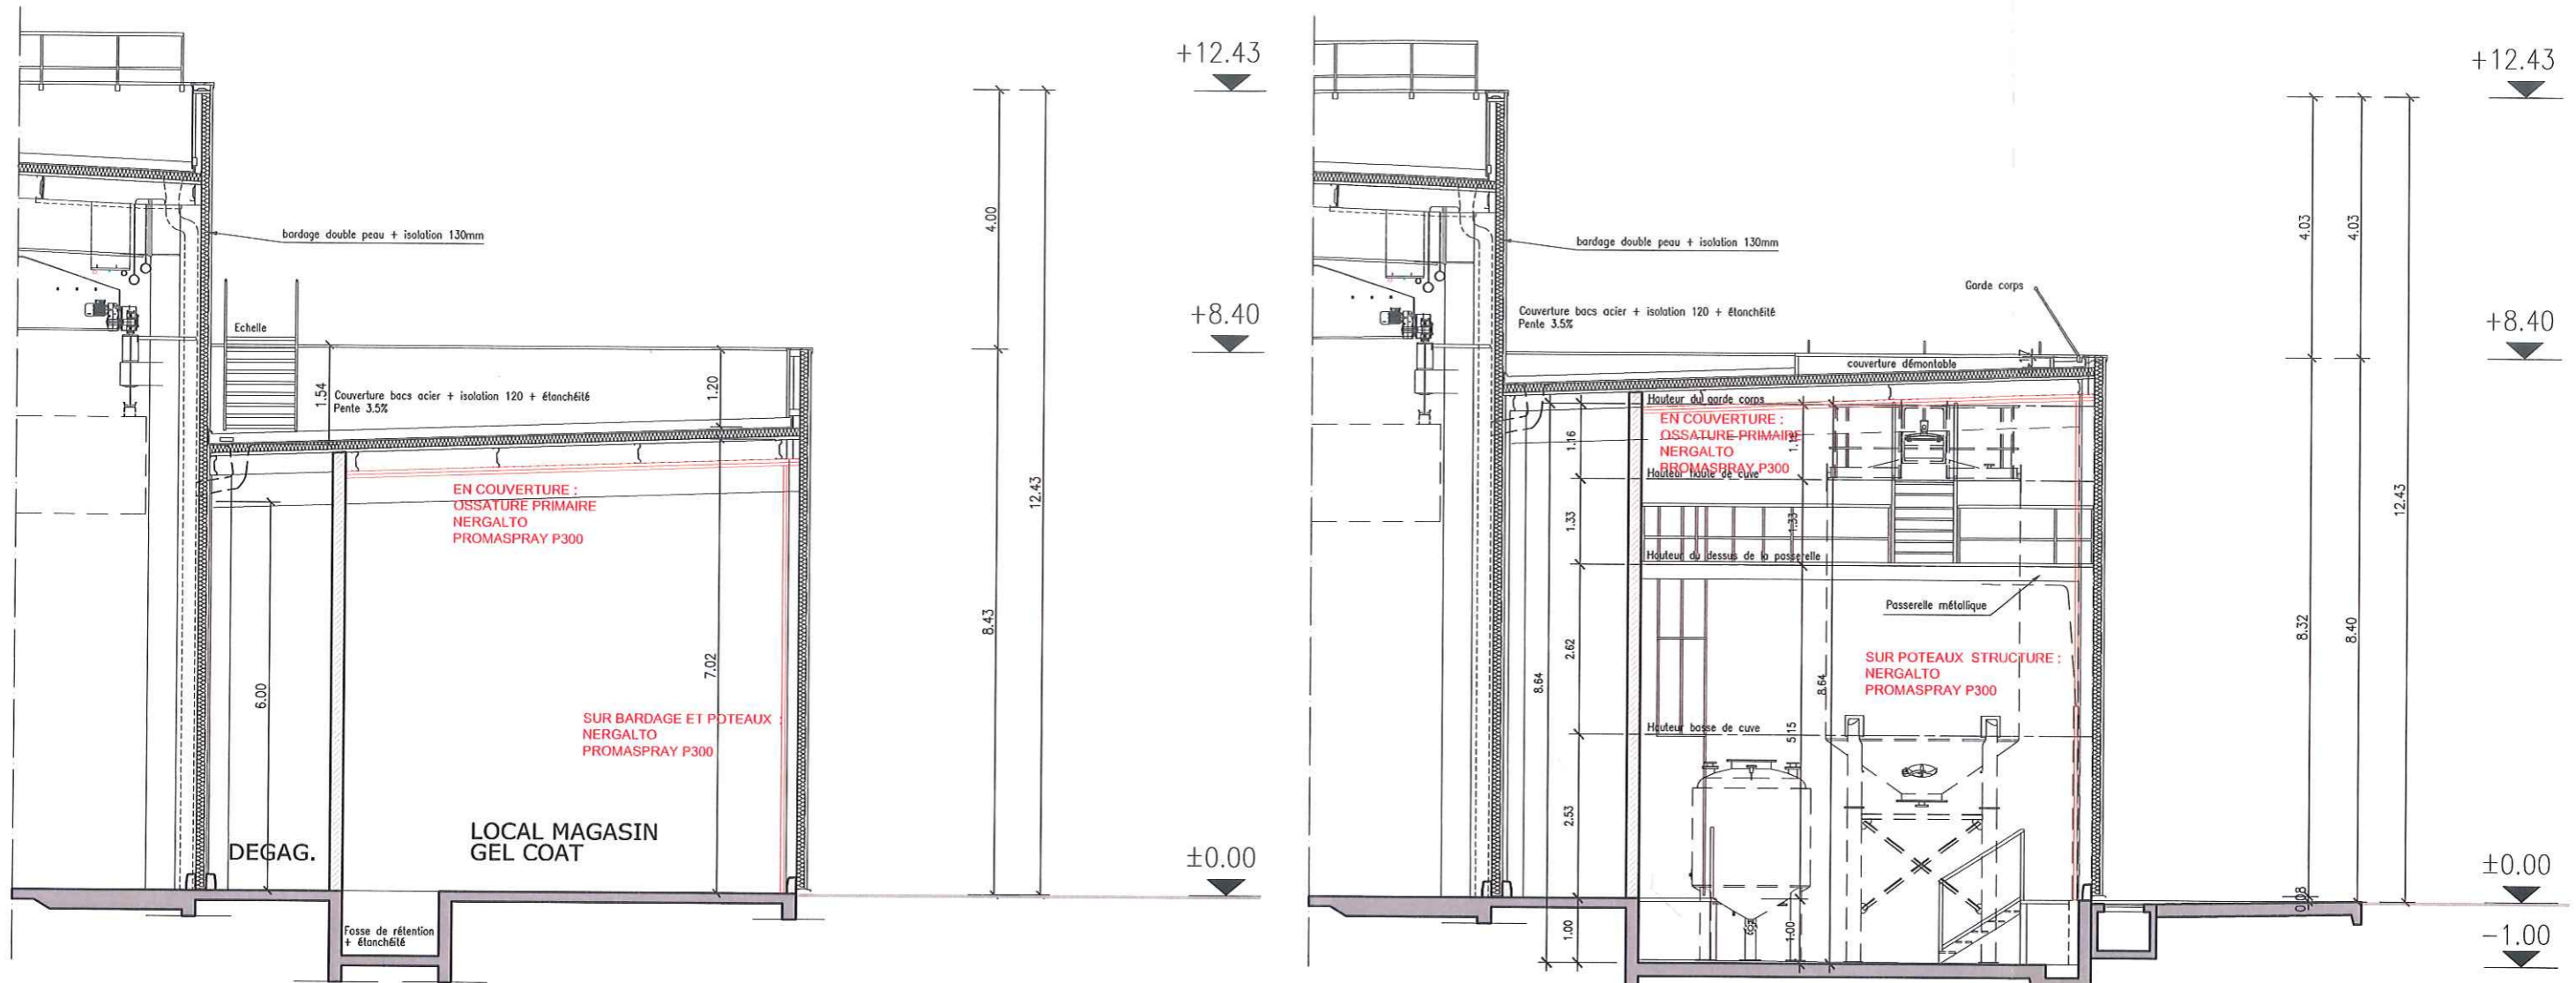 +12.43
4.00
bardage double peau + isolation 130mm
+8.40
Echelle
1.54
Couverture bacs acier + isolation 120 + étanchéité
Pente 3.5%
1.20
12.43
EN COUVERTURE :
OSSATURE PRIMAIRE
NERGALTO
PROMASPRAY P300
8.43
7.02
6.00
SUR BARDAGE ET POTEAUX :
NERGALTO
PROMASPRAY P300
LOCAL MAGASIN
GEL COAT
DEGAG.
±0.00
Fosse de rétention
+ étanchéité
+12.43
4.03
4.03
bardage double peau + isolation 130mm
Garde corps
Couverture bacs acier + isolation 120 + étanchéité
Pente 3.5%
+8.40
couverture démontable
Hauteur du garde corps
EN COUVERTURE :
OSSATURE PRIMAIRE
NERGALTO
PROMASPRAY P300
1.16
Hauteur haute de cuve
12.43
1.33
1.33
Hauteur du dessus de la passerelle
Passerelle métallique
8.32
8.40
2.62
SUR POTEAUX STRUCTURE :
NERGALTO
PROMASPRAY P300
8.64
8.64
Hauteur basse de cuve
5.15
2.53
±0.00
0.08
1.00
1.00
-1.00